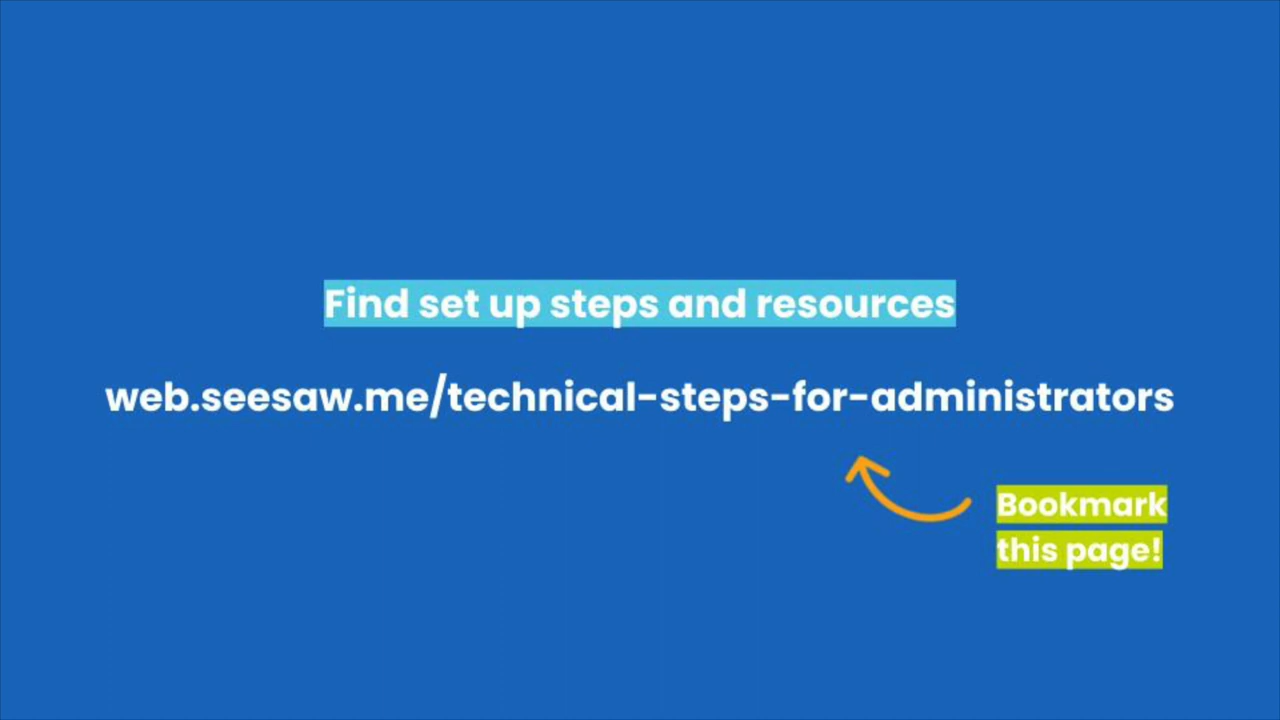 Find set up steps and resources
web.seesaw.me/technical-steps-for-administrators
Bookmark
this page!